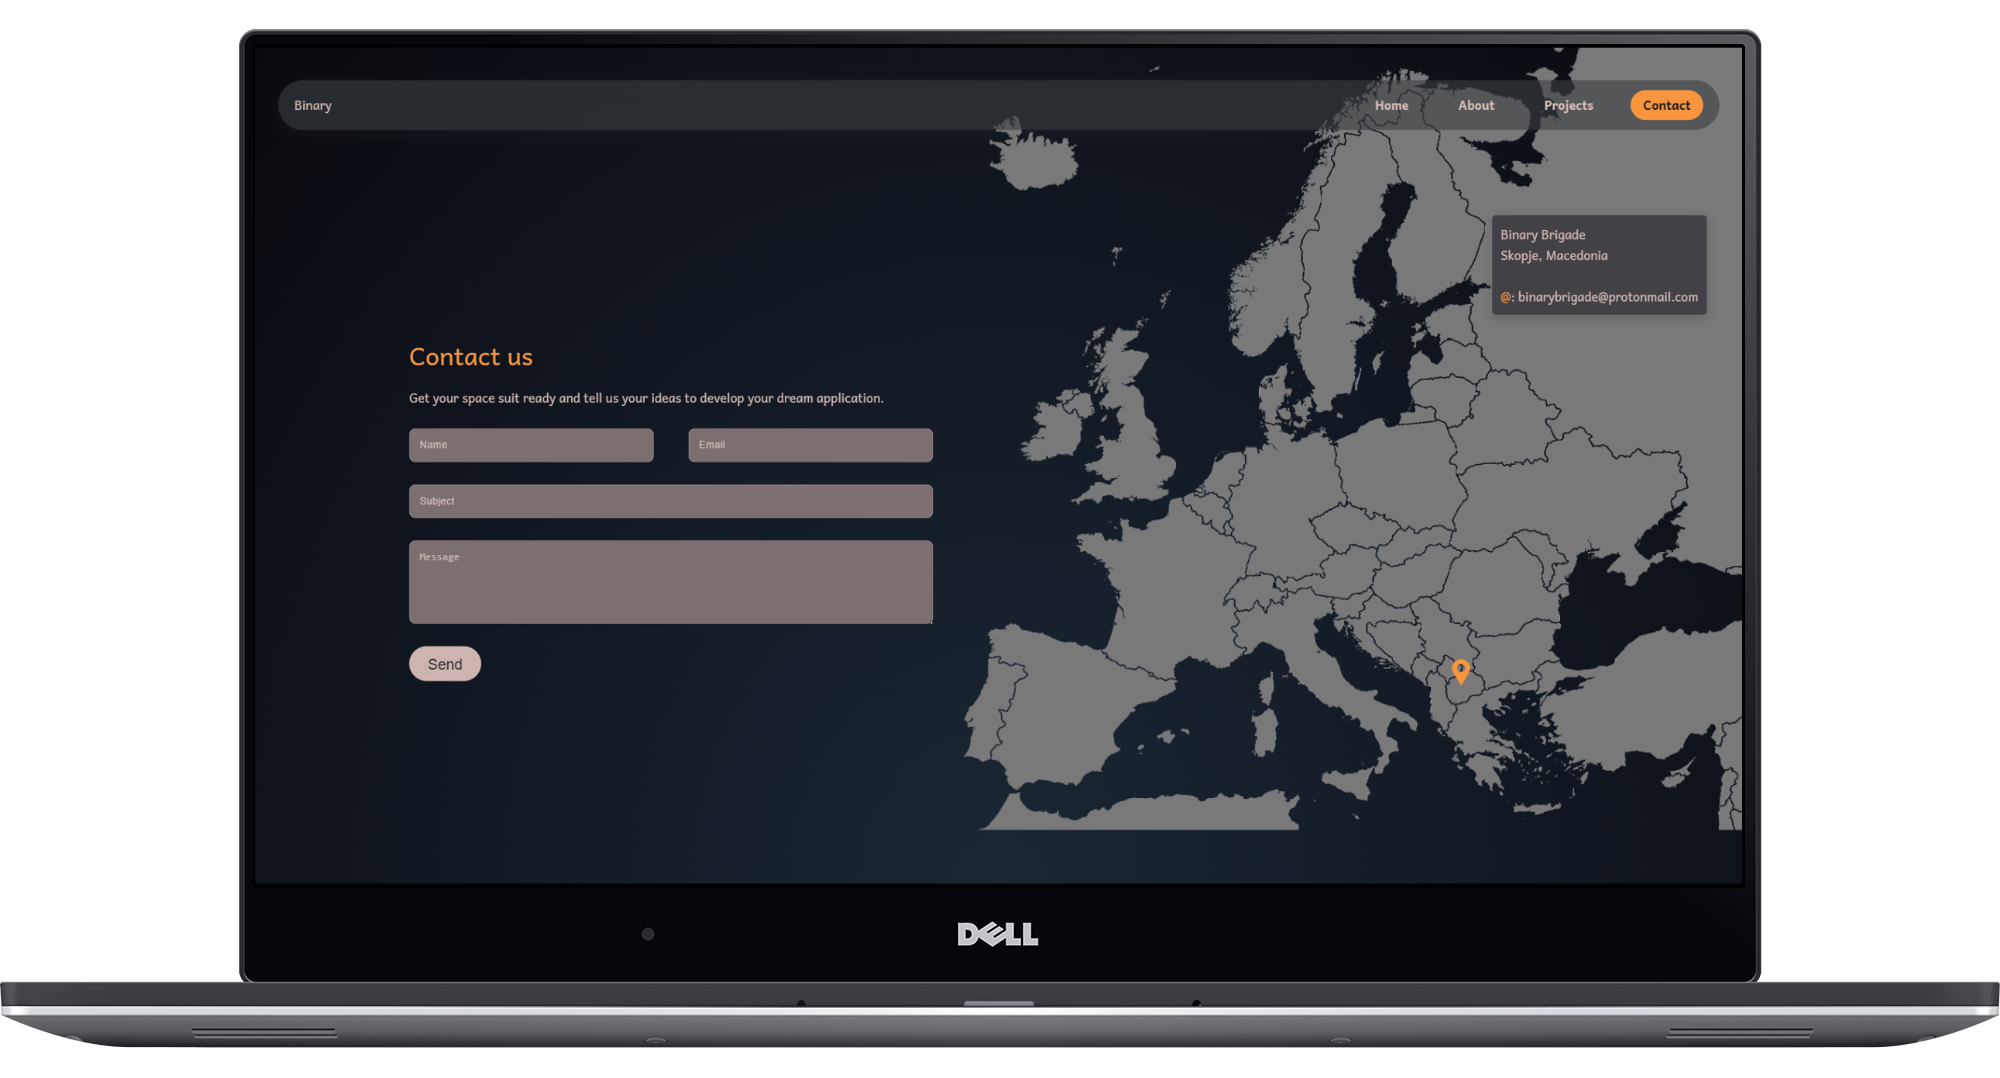 Binary
Home
About
Projects
Contact
Binary Brigade
Skopje, Macedonia
@: binarybrigade@protonmail.com
Contact us
Get your space suit ready and tell us your ideas to develop your dream application.
Name
Email
Subject
Message
Send
DELL